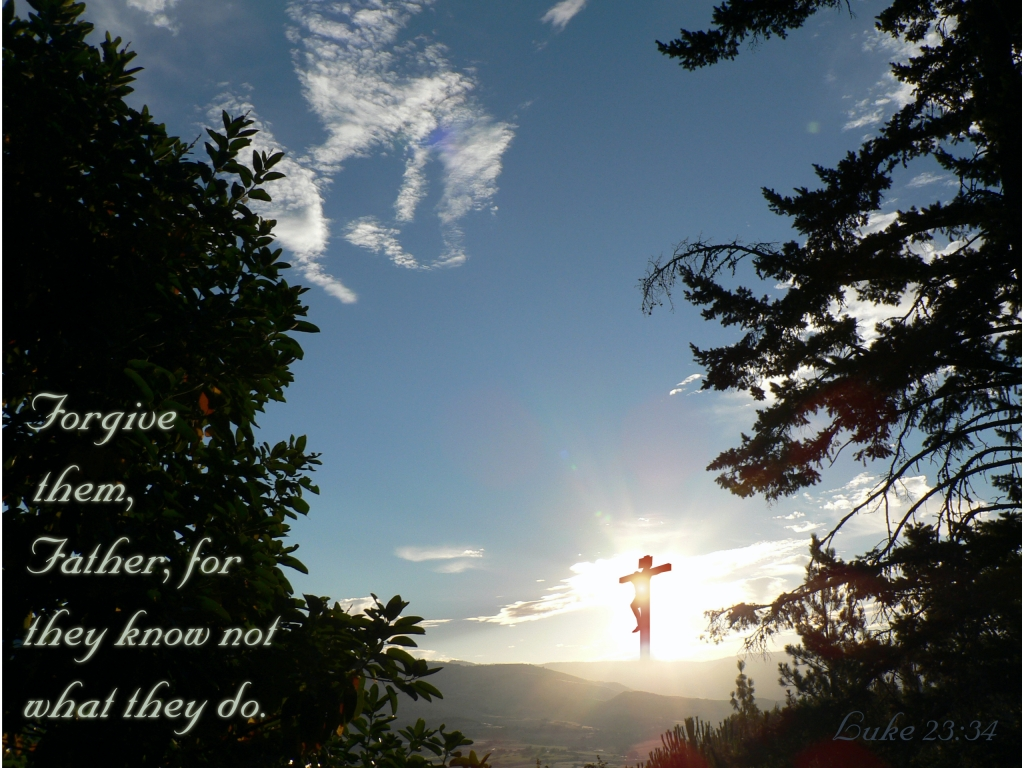 Forgive
them,
Father, for
they know not
what they do.
Luke 23:34